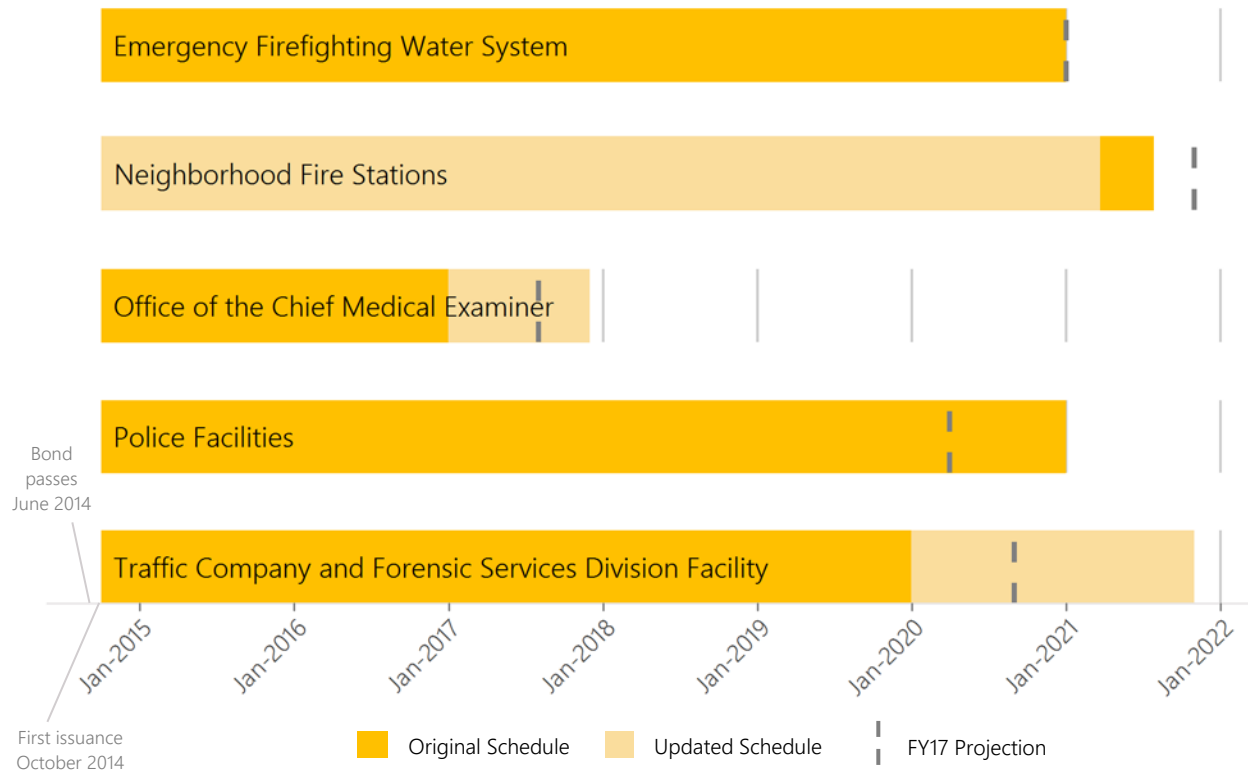 Emergency Firefighting Water System
Neighborhood Fire Stations
Office of the Chief Medical Examiner
Police Facilities
Bond
passes
June 2014
Traffic Company and Forensic Services Division Facility
Jan-2015
Jan-2016
Jan-2017
Jan-2018
Jan-2019
Jan-2020
Jan-2021
Jan-2022
First issuance
October 2014
Original Schedule
Updated Schedule
FY17 Projection